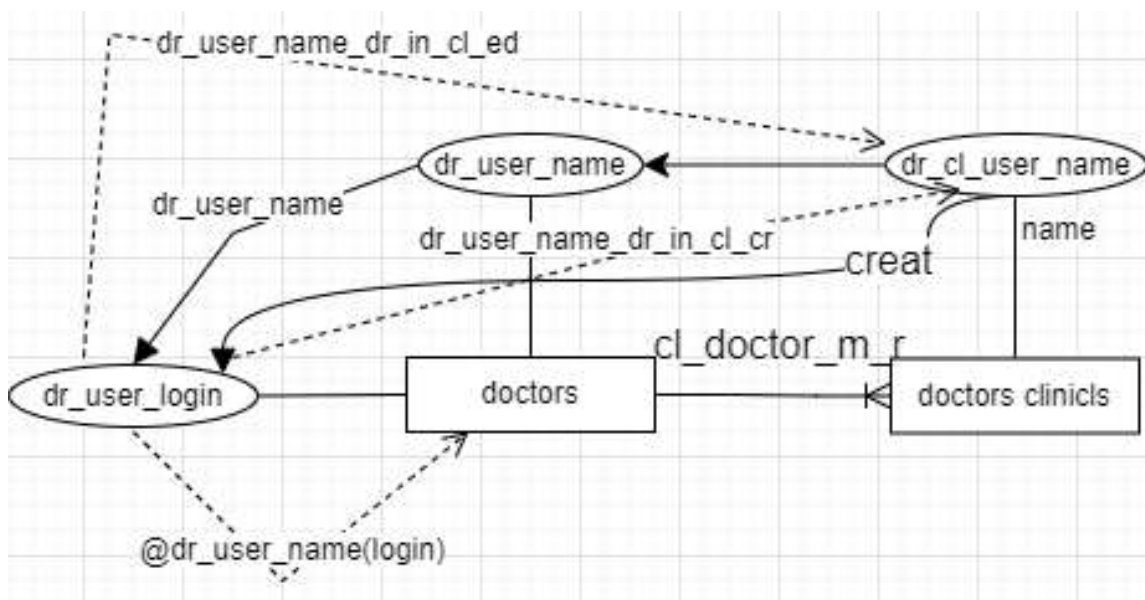 dr_user_name_dr_in_cl_ed
dr_user_name
dr_cl_user_name
dr_user_name
dr_user_name_dr_in_cl_cr
name
creat
cl_doctor_m_r
dr_user_login
doctors
doctors clinicls
@dr_user_name(login)